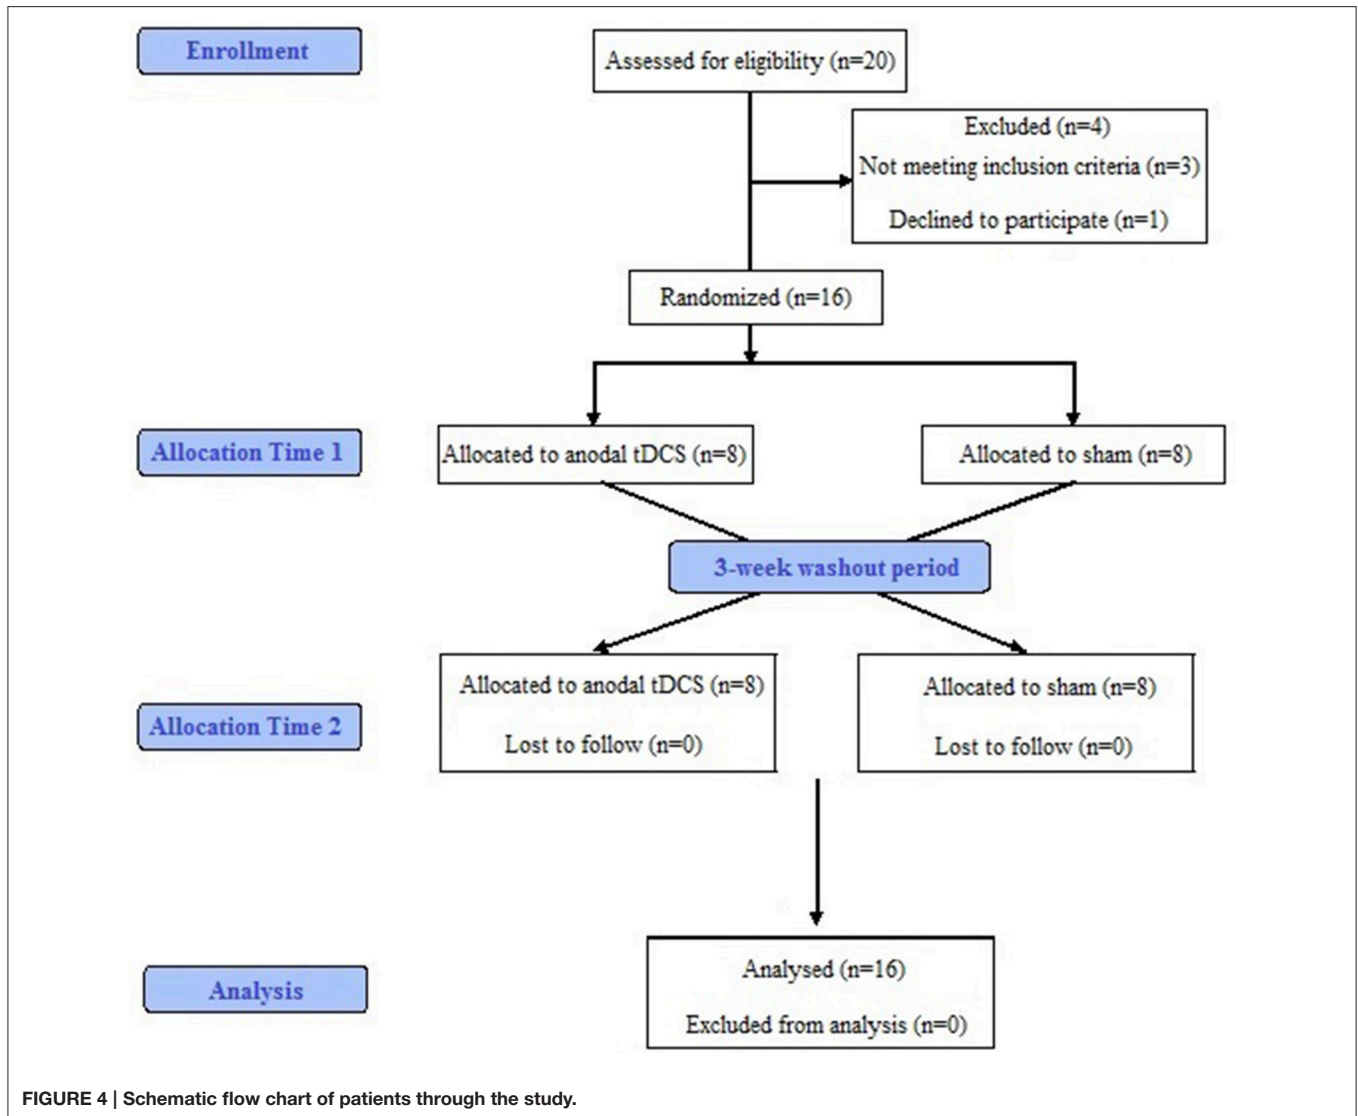 Enrollment
Assessed for eligibility (n=20)
Excluded (n=4)
Not meeting inclusion criteria (n=3)
Declined to participate (n=1)
Randomized (n=16)
Allocation Time 1
Allocated to anodal tDCS (n=8)
Allocated to sham (n=8)
3-week washout period
Allocation Time 2
Allocated to anodal tDCS (n=8)
Lost to follow (n=0)
Allocated to sham (n=8)
Lost to follow (n=0)
Analysis
Analysed (n=16)
Excluded from analysis (n=0)
FIGURE 4 | Schematic flow chart of patients through the study.